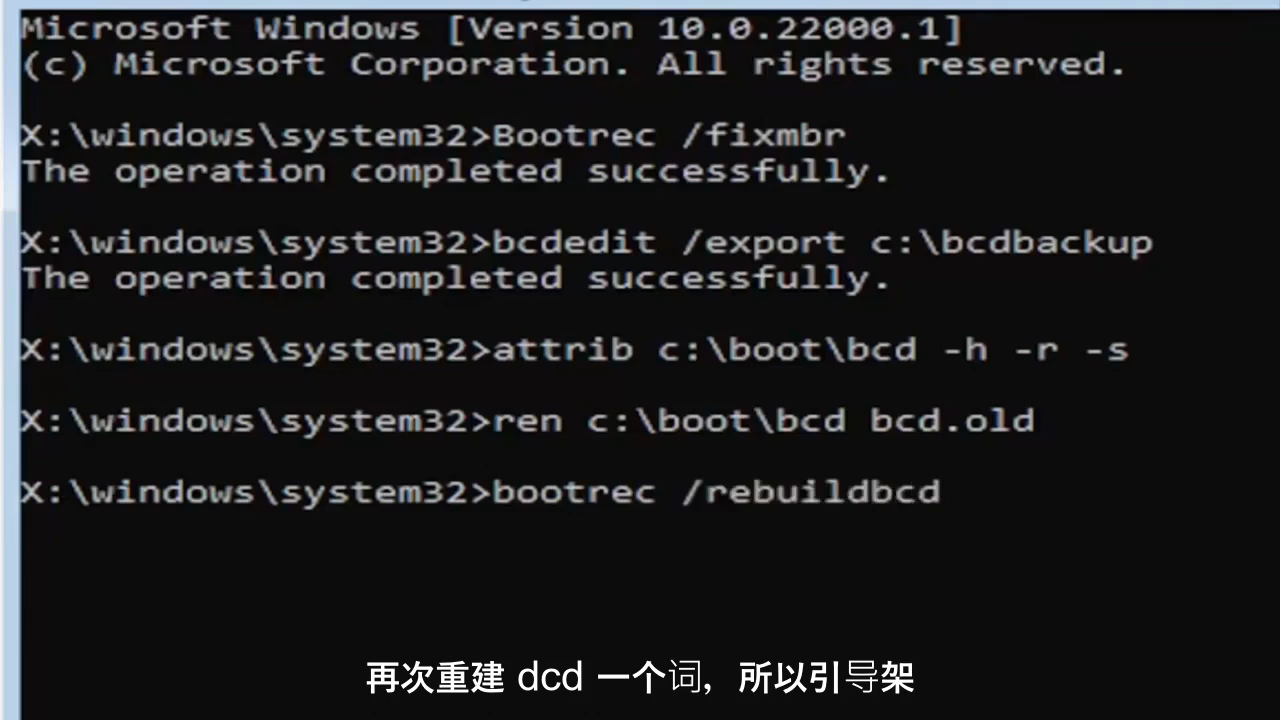 Microsoft Windows [Version 10.0.22000.1]
(c) Microsoft Corporation. All rights reserved.
X:\windows\system32>Bootrec /fixmbr
The operation completed successfully.
X:\windows\system32>bcdedit /export c:\bcdbackup
The operation completed successfully.
X:\windows\system32>attrib c:\boot\bcd -h -r -s
X:\windows\system32>ren c:\boot\bcd bcd.old
X:\windows\system32>bootrec /rebuildbcd
再次重建 dcd 一个词，所以引导架